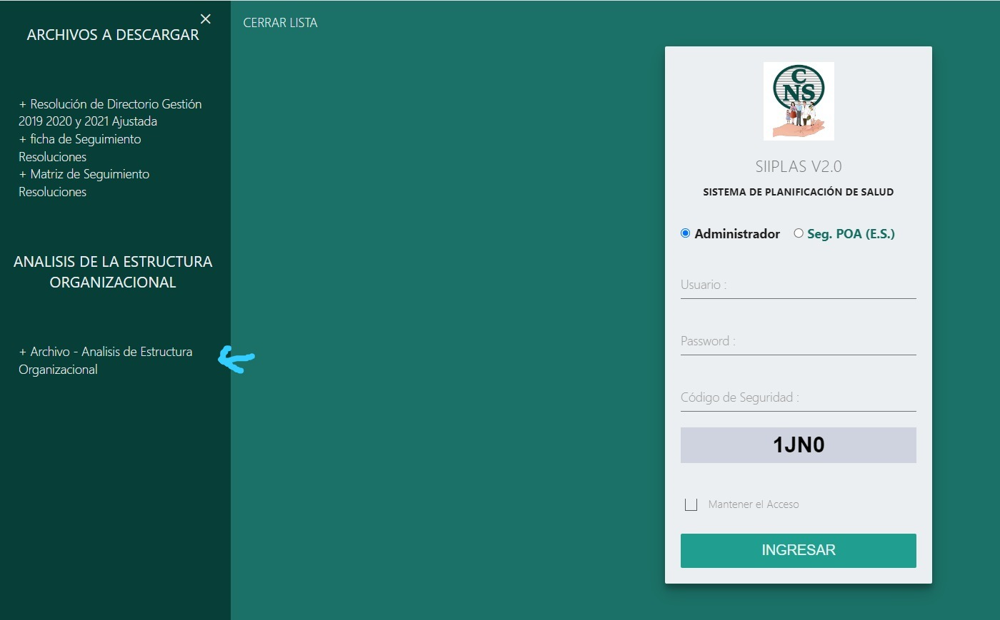 ARCHIVOS A DESCARGAR
+ Resolución de Directorio Gestión
2019 2020 y 2021 Ajustada
+ ficha de Seguimiento
Resoluciones
+ Matriz de Seguimiento
Resoluciones
ANALISIS DE LA ESTRUCTURA
ORGANIZACIONAL
+ Archivo - Analisis de Estructura
Organizacional
CERRAR LISTA
C
NS
SIIPLAS V2.0
SISTEMA DE PLANIFICACIÓN DE SALUD
Administrador Seg. POA (E.S.)
Usuario :
Password :
Código de Seguridad :
1JN0
Mantener el Acceso
INGRESAR